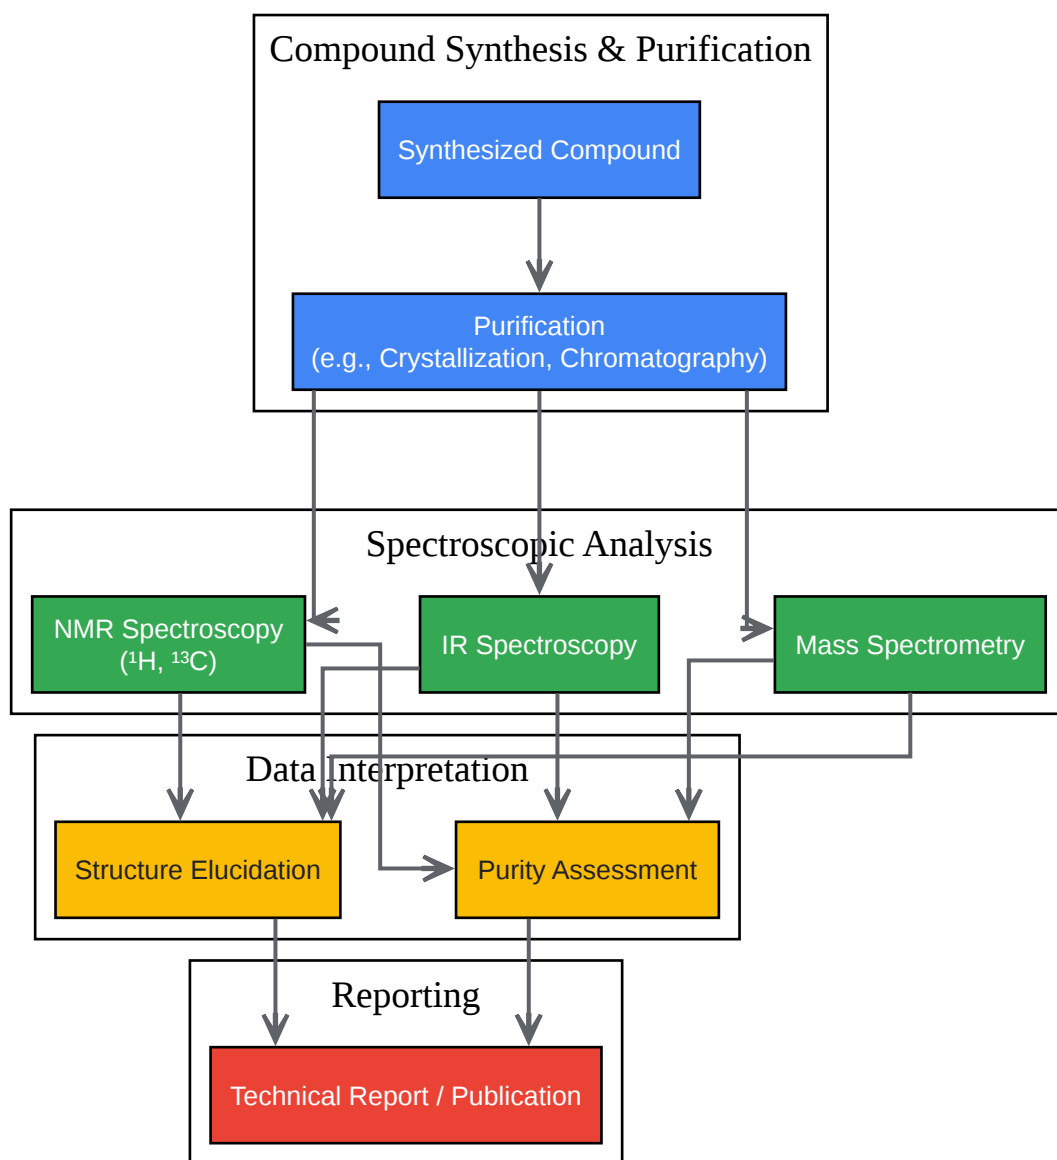 Compound Synthesis & Purification
Synthesized Compound
Purification
(e.g., Crystallization, Chromatography)
Spectroscopic Analysis
NMR Spectroscopy
(¹H, ¹³C)
IR Spectroscopy
Mass Spectrometry
Data Interpretation
Structure Elucidation
Purity Assessment
Reporting
Technical Report / Publication